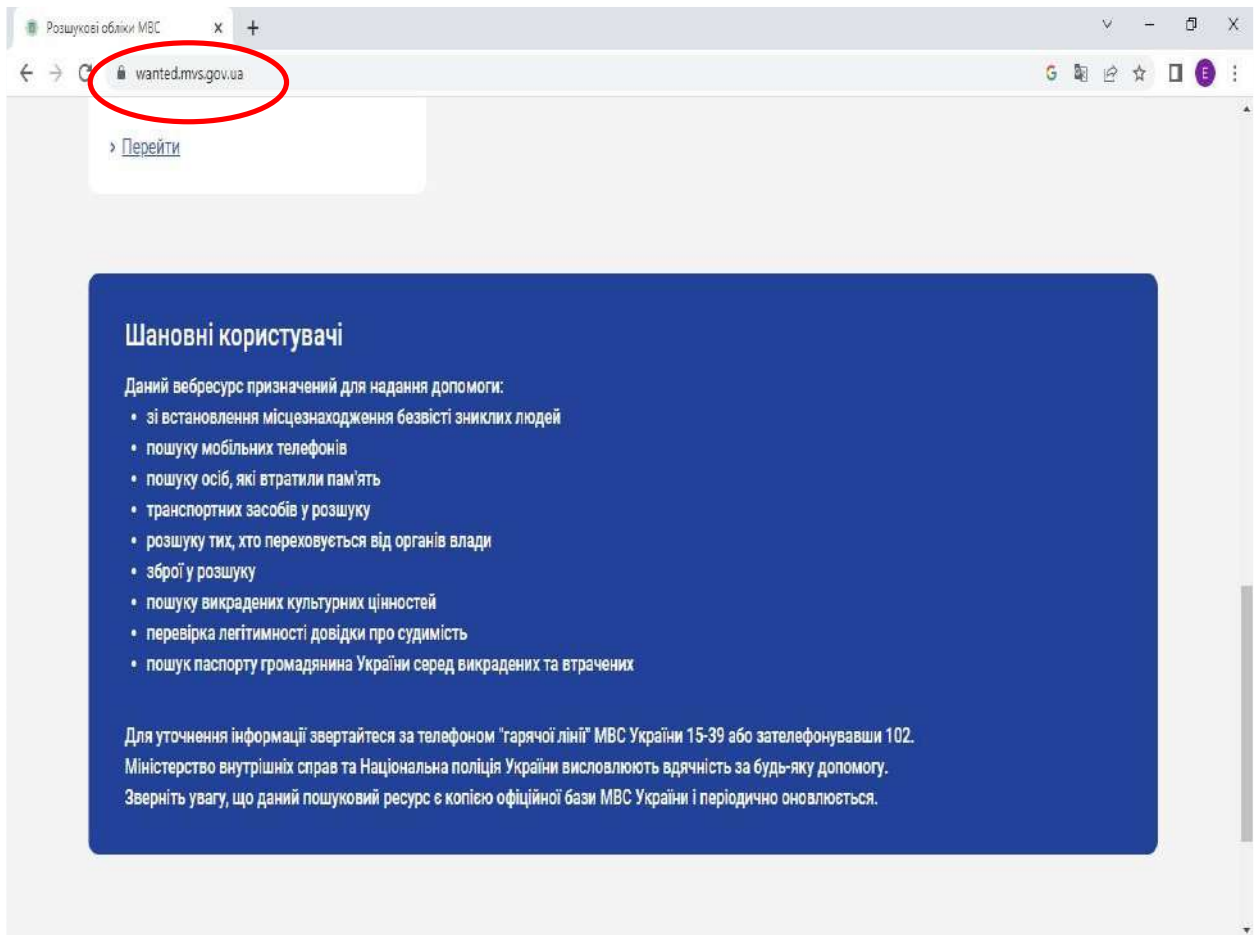 Розшукові обліки МВС
wanted.mvs.gov.ua
G
E
> Перейти
Шановні користувачі
Даний вебресурс призначений для надання допомоги:
• зі встановлення місцезнаходження безвісті зниклих людей
• пошуку мобільних телефонів
• пошуку осіб, які втратили пам'ять
• транспортних засобів у розшуку
• розшуку тих, хто переховується від органів влади
• зброї у розшуку
• пошуку викрадених культурних цінностей
• перевірка легітимності довідки про судимість
• пошук паспорту громадянина України серед викрадених та втрачених
Для уточнення інформації звертайтеся за телефоном "гарячої лінії" МВС України 15-39 або зателефонувавши 102.
Міністерство внутрішніх справ та Національна поліція України висловлюють вдячність за будь-яку допомогу.
Зверніть увагу, що даний пошуковий ресурс є копією офіційної бази МВС України і періодично оновлюється.